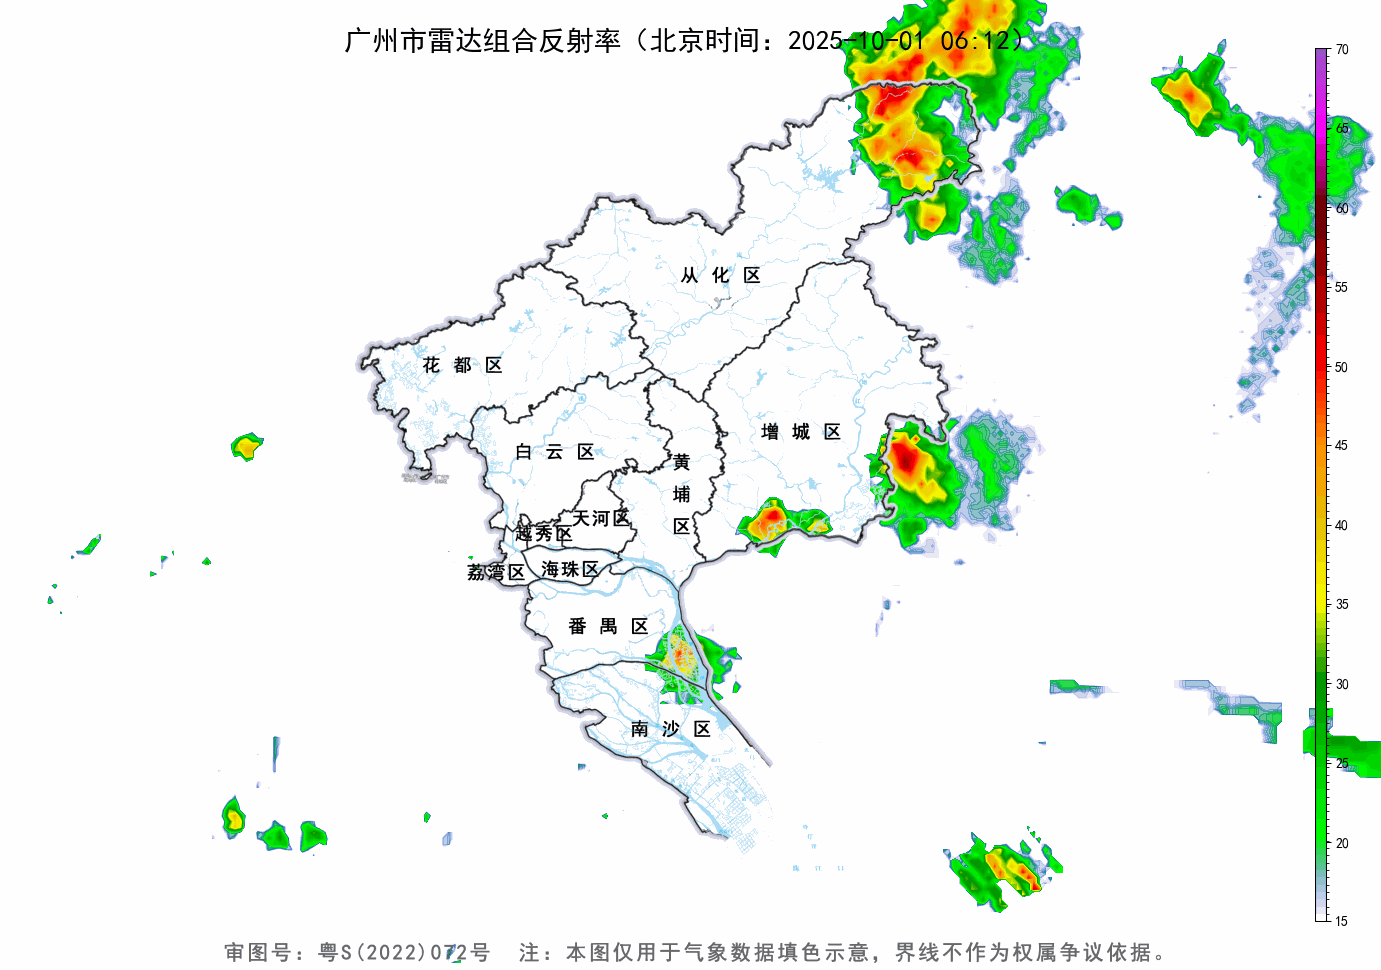 广州市雷达组合反射率（北京时间：2025-10-01 06:12）
70
65
60
55
50
45
40
35
30
25
20
15
从 化 区
花 都 区
增 城 区
白 云 区
黄
埔
区
天河区
越秀区
荔湾区
海珠区
番 禺 区
南 沙 区
审图号：粤S(2022)072号 注：本图仅用于气象数据填色示意，界线不作为权属争议依据。